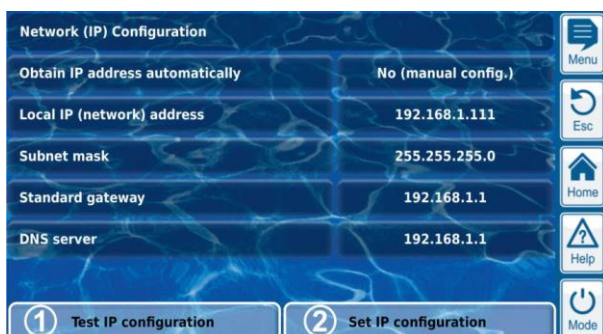 Network (IP) Configuration
Obtain IP address automatically No (manual config.)
Local IP (network) address 192.168.1.111
Subnet mask 255.255.255.0
Standard gateway 192.168.1.1
DNS server 192.168.1.1
1 Test IP configuration 2 Set IP configuration
Menu
Esc
Home
? Help
Mode